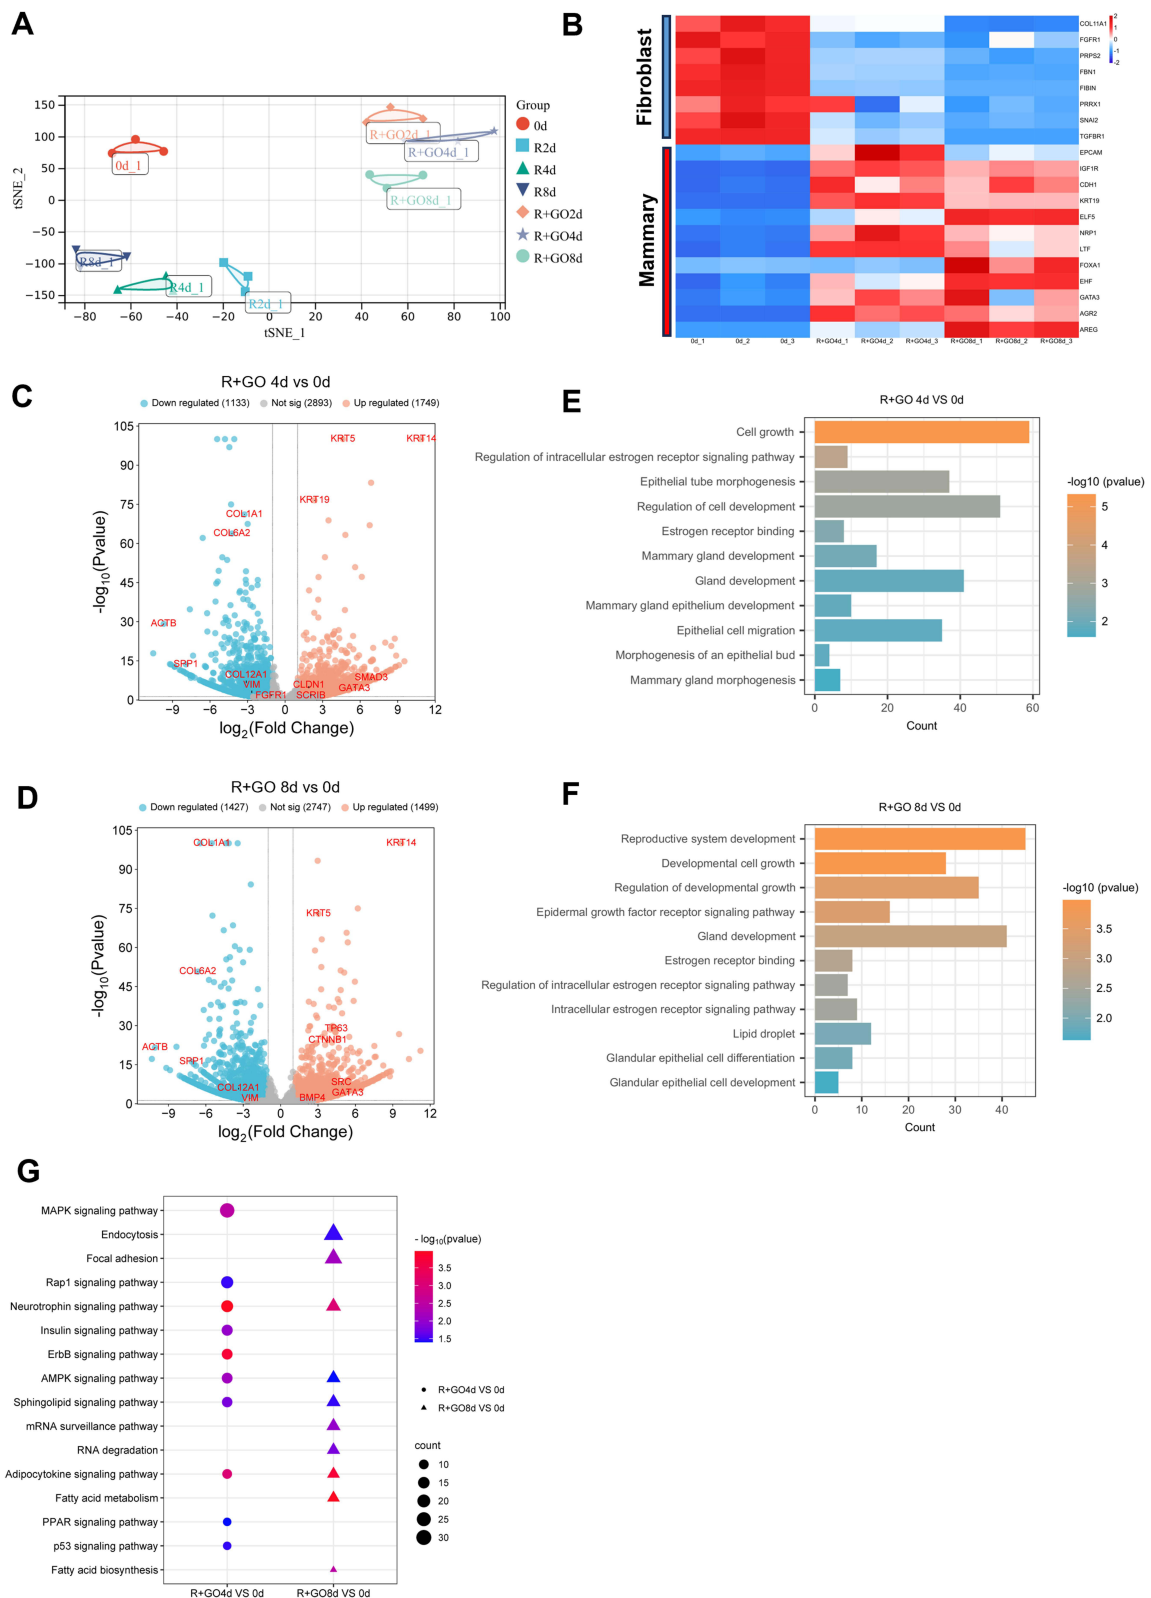 A
tSNE_2
150
100
50
0
−50
−100
−150
−80
−60
−40
−20
0
20
40
60
80
100
tSNE_1
0d_1
R8d_1
R4d_1
R2d_1
R+GO2d_1
R+GO4d_1
R+GO8d_1
Group
0d
R2d
R4d
R8d
R+GO2d
R+GO4d
R+GO8d
B
Fibroblast
Mammary
COL11A1
FGFR1
PRPS2
FBN1
FIBIN
PRRX1
SNAI2
TGFBR1
EPCAM
IGF1R
CDH1
KRT19
ELF5
NRP1
LTF
FOXA1
EHF
GATA3
AGR2
AREG
2
1
0
-1
-2
0d_1
0d_2
0d_3
R+GO4d_1
R+GO4d_2
R+GO4d_3
R+GO8d_1
R+GO8d_2
R+GO8d_3
C
R+GO 4d vs 0d
Down regulated (1133)
Not sig (2893)
Up regulated (1749)
-log10(Pvalue)
105
90
75
60
45
30
15
0
−9
−6
−3
0
3
6
9
12
log2(Fold Change)
KRT5
KRT14
KRT19
COL1A1
COL6A2
ACTB
SPP1
COL12A1
VIM
FGFR1
CLDN1
SCRIB
SMAD3
GATA3
E
R+GO 4d VS 0d
Cell growth
Regulation of intracellular estrogen receptor signaling pathway
Epithelial tube morphogenesis
Regulation of cell development
Estrogen receptor binding
Mammary gland development
Gland development
Mammary gland epithelium development
Epithelial cell migration
Morphogenesis of an epithelial bud
Mammary gland morphogenesis
0
20
40
60
Count
-log10 (pvalue)
5
4
3
2
D
R+GO 8d vs 0d
Down regulated (1427)
Not sig (2747)
Up regulated (1499)
-log10(Pvalue)
105
90
75
60
45
30
15
0
−9
−6
−3
0
3
6
9
12
log2(Fold Change)
COL1A1
KRT14
KRT5
COL6A2
TP63
CTNNB1
ACTB
SPP1
COL12A1
VIM
SRC
GATA3
BMP4
F
R+GO 8d VS 0d
Reproductive system development
Developmental cell growth
Regulation of developmental growth
Epidermal growth factor receptor signaling pathway
Gland development
Estrogen receptor binding
Regulation of intracellular estrogen receptor signaling pathway
Intracellular estrogen receptor signaling pathway
Lipid droplet
Glandular epithelial cell differentiation
Glandular epithelial cell development
0
10
20
30
40
Count
-log10 (pvalue)
3.5
3.0
2.5
2.0
G
MAPK signaling pathway
Endocytosis
Focal adhesion
Rap1 signaling pathway
Neurotrophin signaling pathway
Insulin signaling pathway
ErbB signaling pathway
AMPK signaling pathway
Sphingolipid signaling pathway
mRNA surveillance pathway
RNA degradation
Adipocytokine signaling pathway
Fatty acid metabolism
PPAR signaling pathway
p53 signaling pathway
Fatty acid biosynthesis
R+GO4d VS 0d
R+GO8d VS 0d
- log10(pvalue)
3.5
3.0
2.5
2.0
1.5
R+GO4d VS 0d
R+GO8d VS 0d
count
10
15
20
25
30